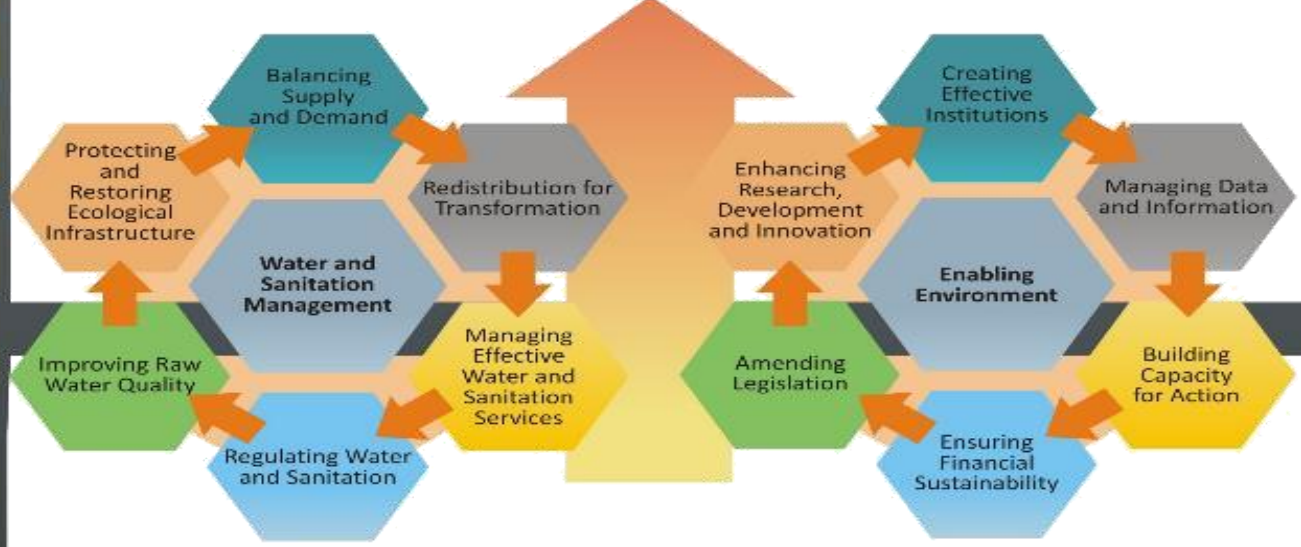 Balancing
Supply
and Demand
Redistribution for
Transformation
Managing
Effective
Water and
Sanitation
Services
Regulating Water
and Sanitation
Improving Raw
Water Quality
Protecting
and
Restoring
Ecological
Infrastructure
Water and
Sanitation
Management
Creating
Effective
Institutions
Managing Data
and Information
Building
Capacity
for Action
Ensuring
Financial
Sustainability
Amending
Legislation
Enhancing
Research,
Development
and Innovation
Enabling
Environment